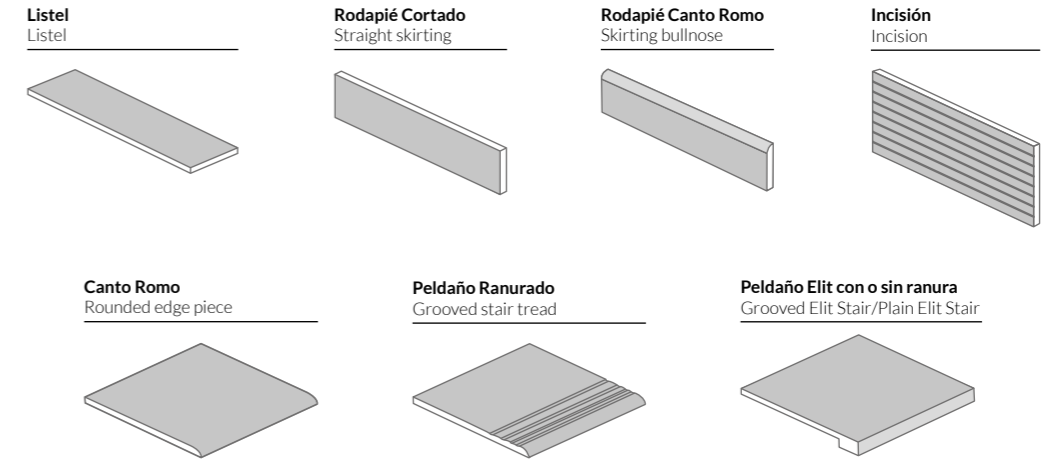 Listel
Listel
Rodapié Cortado
Straight skirting
Rodapié Canto Romo
Skirting bullnose
Incisión
Incision
Canto Romo
Rounded edge piece
Peldaño Ranurado
Grooved stair tread
Peldaño Elit con o sin ranura
Grooved Elit Stair/Plain Elit Stair